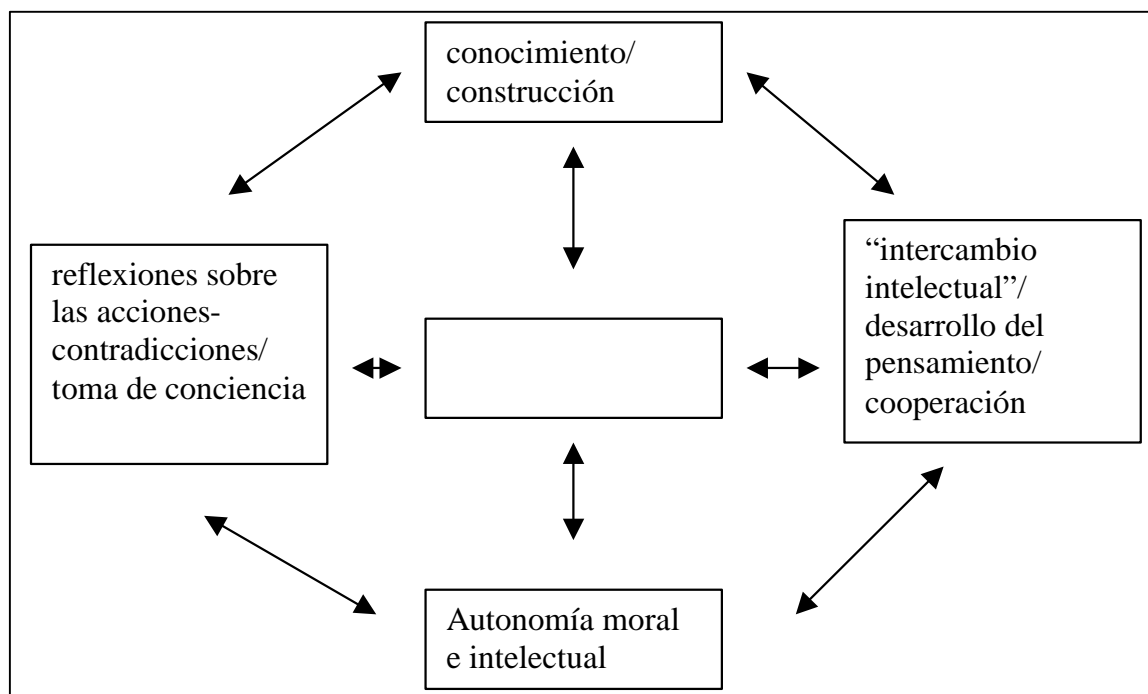 conocimiento/
construcción
reflexiones sobre
las acciones-
contradicciones/
toma de conciencia
“intercambio
intelectual”/
desarrollo del
pensamiento/
cooperación
Autonomía moral
e intelectual